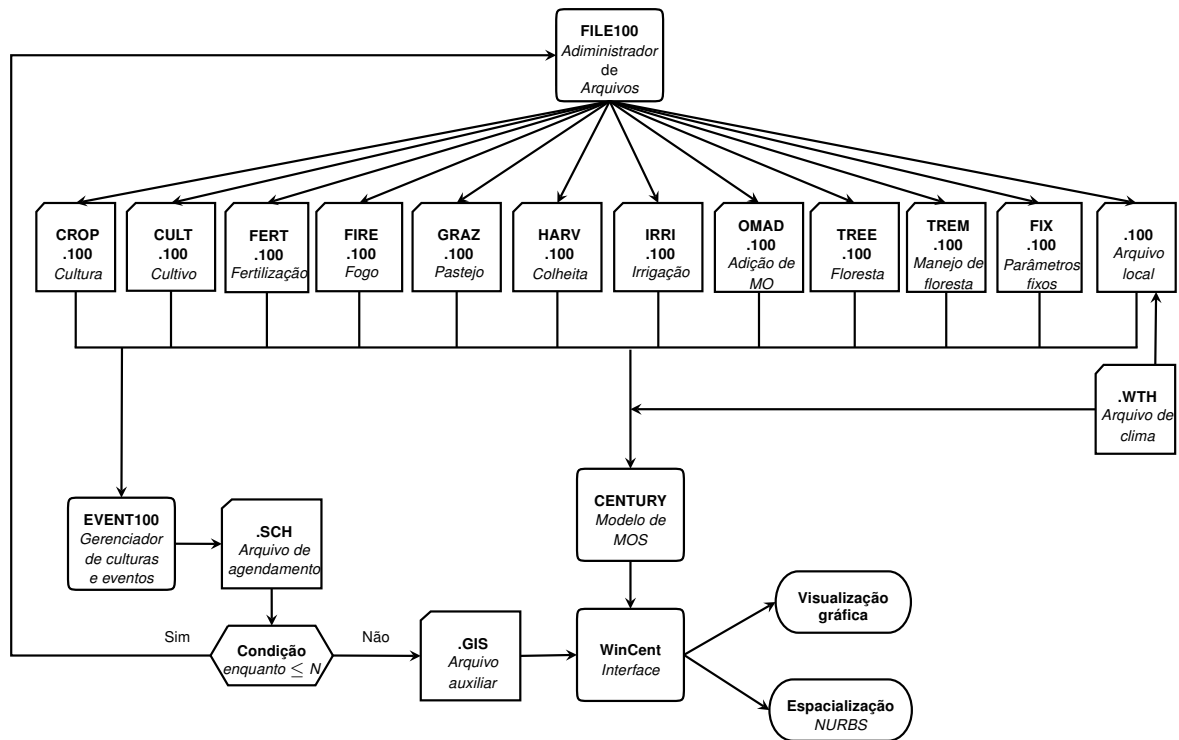 FILE100
Adiministrador
de
Arquivos
CROP
.100
Cultura
CULT
.100
Cultivo
FERT
.100
Fertilização
FIRE
.100
Fogo
GRAZ
.100
Pastejo
HARV
.100
Colheita
IRRI
.100
Irrigação
OMAD
.100
Adição de
MO
TREE
.100
Floresta
TREM
.100
Manejo de
floresta
FIX
.100
Parâmetros
fixos
.100
Arquivo
local
.WTH
Arquivo de
clima
EVENT100
Gerenciador
de culturas
e eventos
.SCH
Arquivo de
agendamento
CENTURY
Modelo de
MOS
Sim
Condição
enquanto ≤ N
Não
.GIS
Arquivo
auxiliar
WinCent
Interface
Visualização
gráfica
Espacialização
NURBS